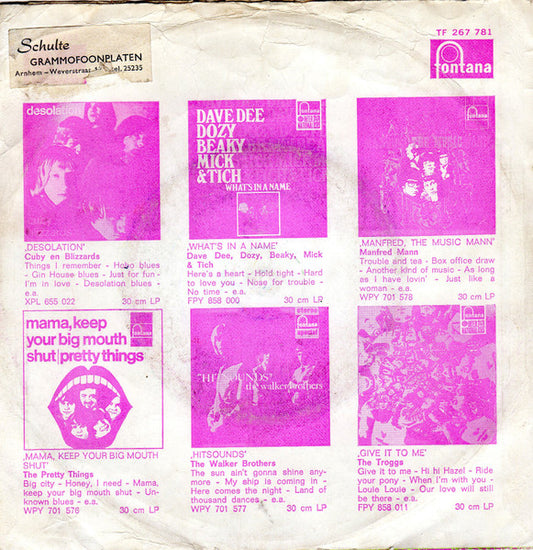 Schulte
GRAMMOFOONPLATEN
Arnhem - Weverstraat tel. 25235
TF 267 781
fontana
desolation
cuby
blizzards
DAVE DEE
DOZY
BEAKY
MICK
&TICH
WHAT'S IN A NAME
fontana
MUSIC
fontana
‚DESOLATION'
Cuby en Blizzards
Things I remember - Hobo blues
- Gin House blues - Just for fun -
I'm in love - Desolation blues -
e.a.
XPL 655 022 30 cm LP
‚WHAT'S IN A NAME'
Dave Dee, Dozy, Beaky, Mick
& Tich
Here's a heart - Hold tight - Hard
to love you - Nose for trouble -
No time - e.a.
FPY 858 000 30 cm LP
‚MANFRED, THE MUSIC MANN'
Manfred Mann
Trouble and tea - Box office draw
- Another kind of music - As long
as I have lovin' - Just like a
woman - e.a.
WPY 701 578 30 cm LP
mama, keep
your big mouth
shut|pretty things
fontana
stereo
fontana
special
"HITSOUNDS"
the walker brothers
fontana
‚MAMA, KEEP YOUR BIG MOUTH
SHUT'
The Pretty Things
Big city - Honey, I need - Mama,
keep your big mouth shut - Un-
known blues - e.a.
WPY 701 576 30 cm LP
‚HITSOUNDS'
The Walker Brothers
The sun ain't gonna shine any-
more - My ship is coming in -
Here comes the night - Land of
thousand dances - e.a.
WPY 701 577 30 cm LP
‚GIVE IT TO ME'
The Troggs
Give it to me - Hi hi Hazel - Ride
your pony - When I'm with you -
Louie Louie - Our love will still
be there - e.a.
FPY 858 011 30 cm LP